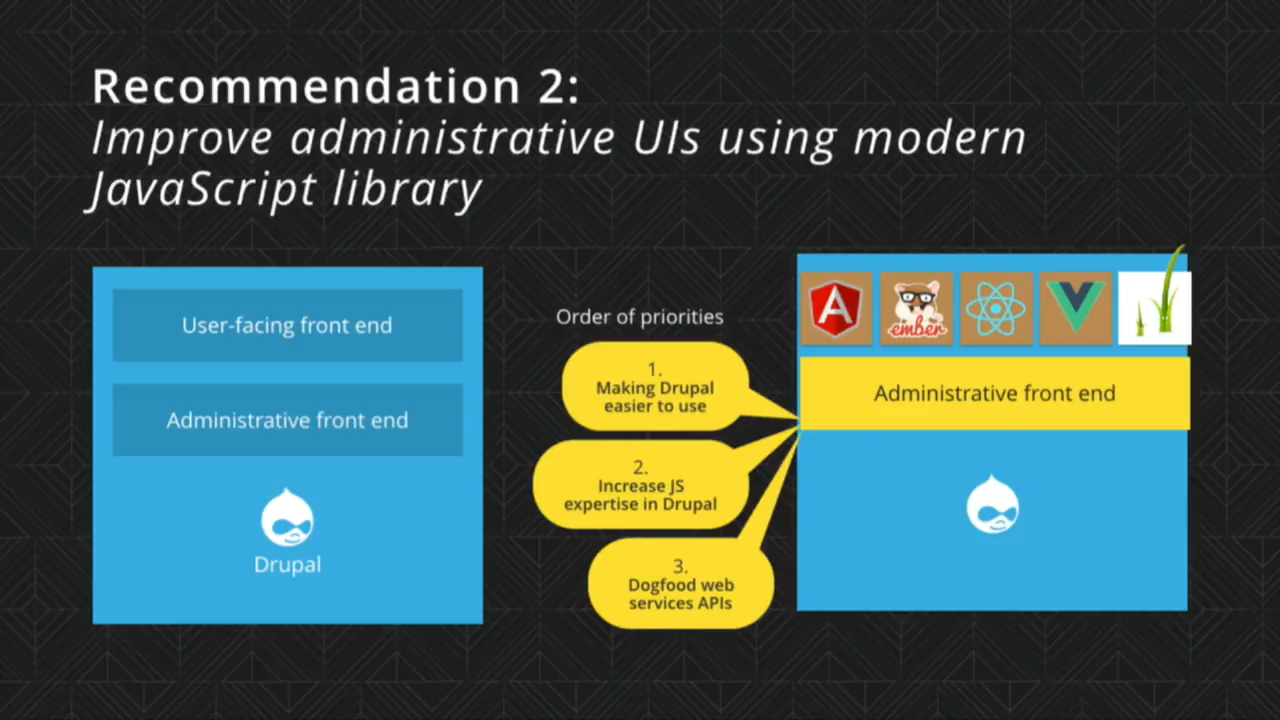 Recommendation 2:
Improve administrative UIs using modern
JavaScript library
User-facing front end
Administrative front end
Drupal
Order of priorities
1.
Making Drupal
easier to use
2.
Increase JS
expertise in Drupal
3.
Dogfood web
services APIs
A
ember
Administrative front end